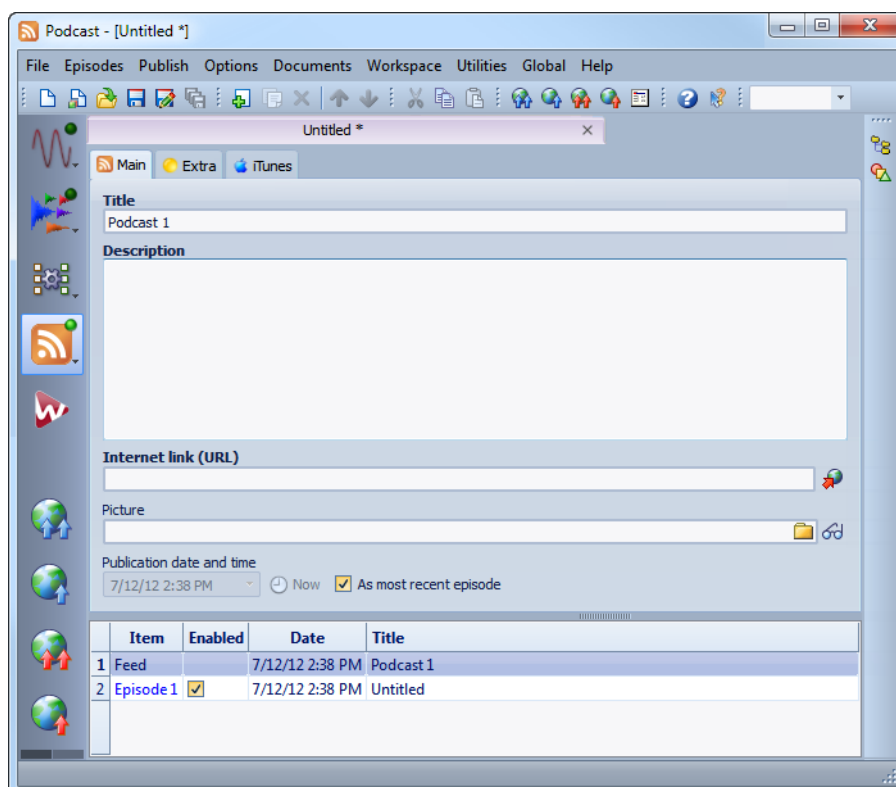 Podcast - [Untitled *]
File Episodes Publish Options Documents Workspace Utilities Global Help
Untitled *
Main Extra iTunes
Title
Podcast 1
Description
Internet link (URL)
Picture
Publication date and time
7/12/12 2:38 PM Now As most recent episode
Item Enabled Date Title
1 Feed 7/12/12 2:38 PM Podcast 1
2 Episode 1 7/12/12 2:38 PM Untitled